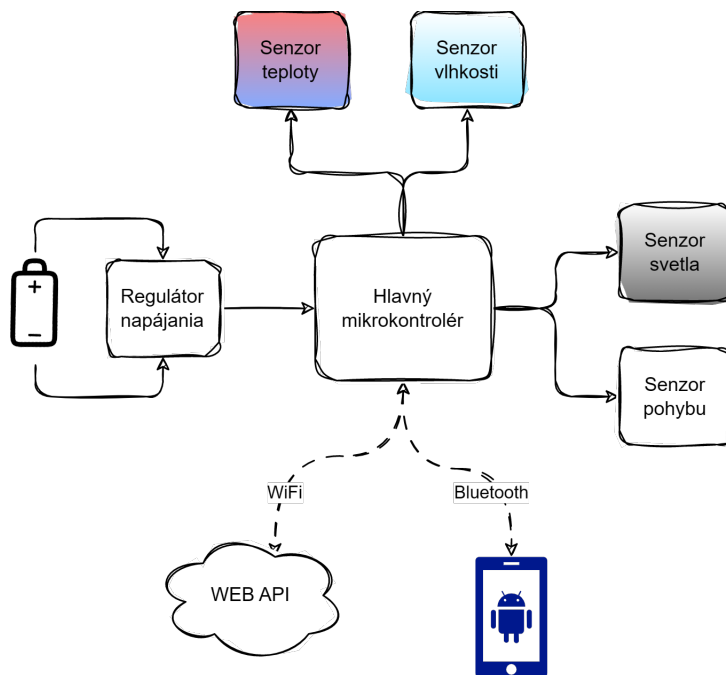 Senzor
teploty
Senzor
vlhkosti
Senzor
svetla
Regulátor
napájania
Hlavný
mikrokontrolér
+
−
Senzor
pohybu
WiFi
Bluetooth
WEB API